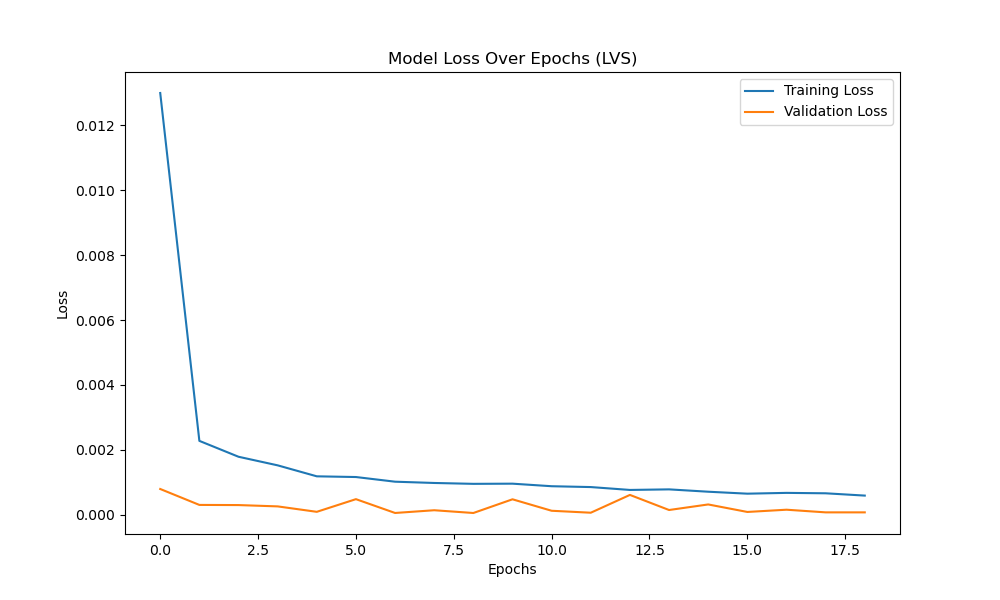 Model Loss Over Epochs (LVS)
Training Loss
Validation Loss
0.012
0.010
0.008
0.006
0.004
0.002
0.000
Loss
0.0 2.5 5.0 7.5 10.0 12.5 15.0 17.5
Epochs